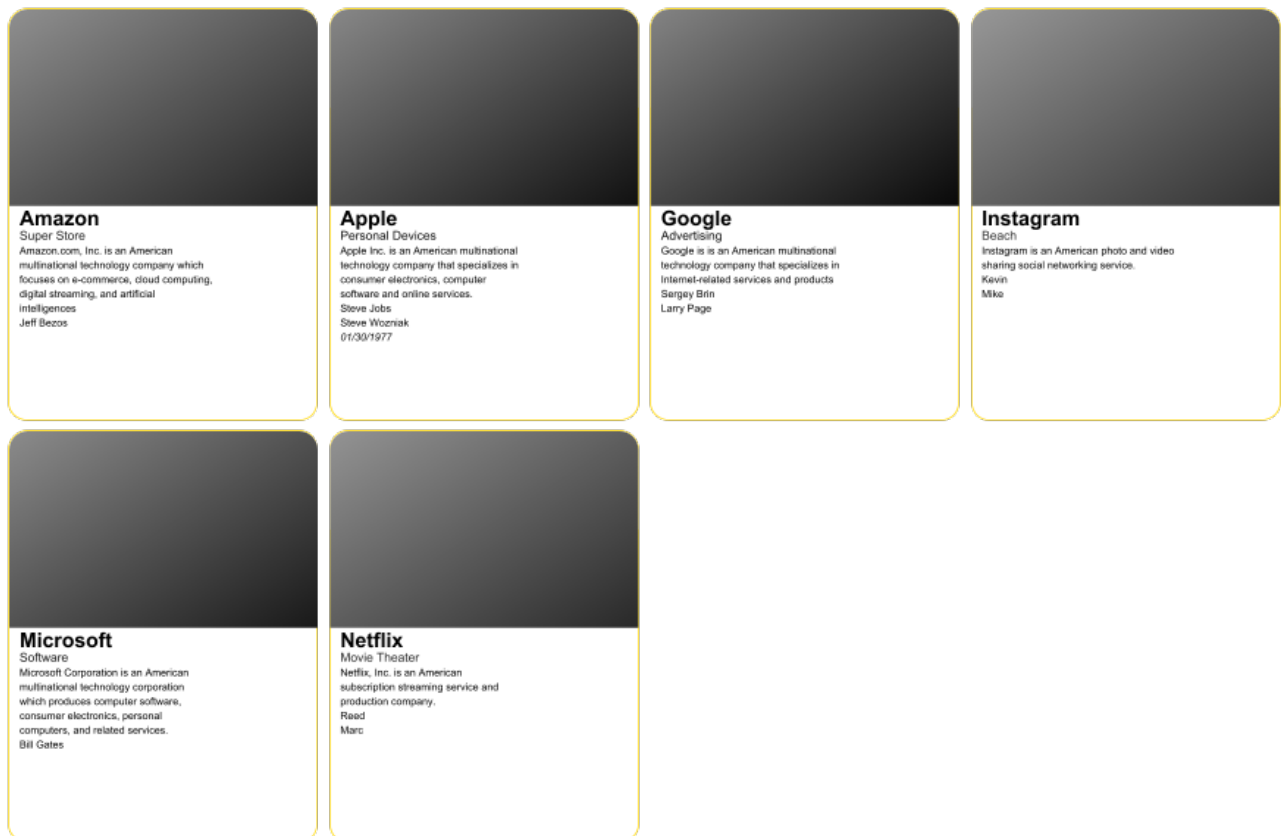 Amazon
Super Store
Amazon.com, Inc. is an American
multinational technology company which
focuses on e-commerce, cloud computing,
digital streaming, and artificial
intelligences
Jeff Bezos
Apple
Personal Devices
Apple Inc. is an American multinational
technology company that specializes in
consumer electronics, computer
software and online services.
Steve Jobs
Steve Wozniak
01/30/1977
Google
Advertising
Google is is an American multinational
technology company that specializes in
Internet-related services and products
Sergey Brin
Larry Page
Instagram
Beach
Instagram is an American photo and video
sharing social networking service.
Kevin
Mike
Microsoft
Software
Microsoft Corporation is an American
multinational technology corporation
which produces computer software,
consumer electronics, personal
computers, and related services.
Bill Gates
Netflix
Movie Theater
Netflix, Inc. is an American
subscription streaming service and
production company.
Reed
Marc